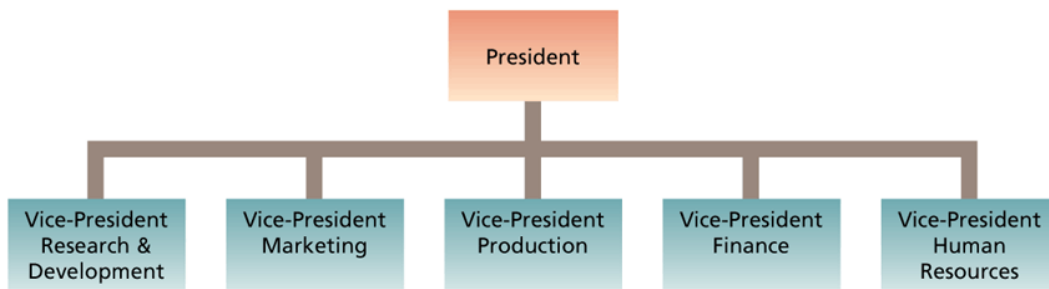 President
Vice-President
Research &
Development
Vice-President
Marketing
Vice-President
Production
Vice-President
Finance
Vice-President
Human
Resources